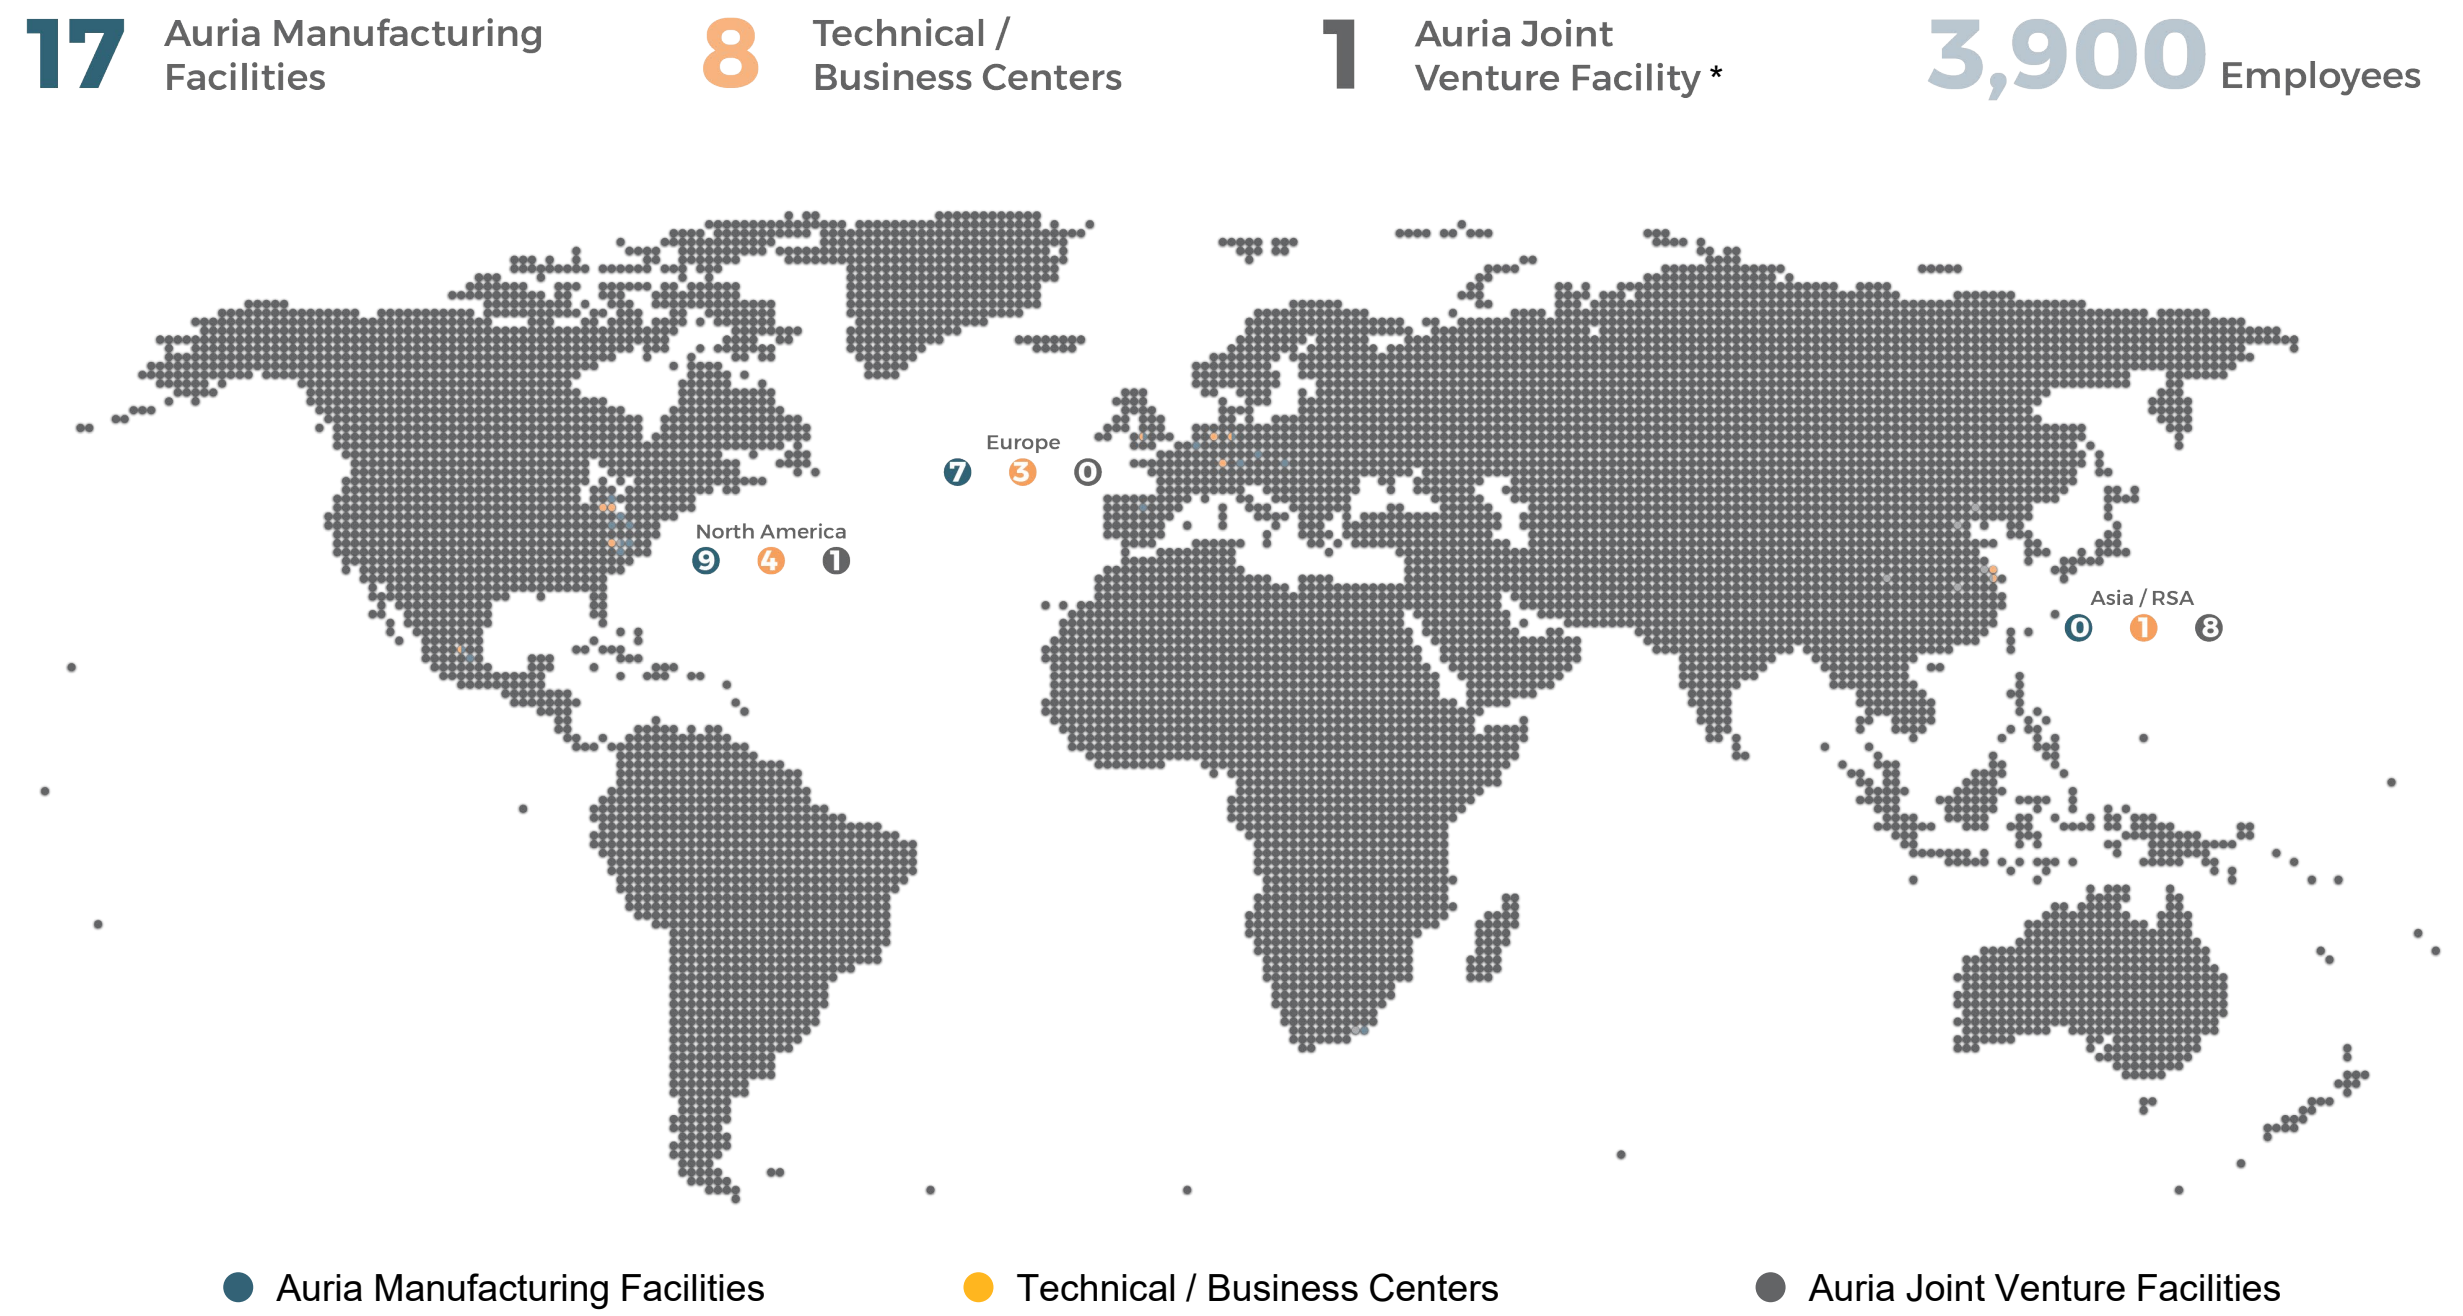 17 Auria Manufacturing
Facilities
8 Technical /
Business Centers
1 Auria Joint
Venture Facility *
3,900 Employees
Europe
7 3 0
North America
9 4 1
Asia / RSA
0 1 8
Auria Manufacturing Facilities
Technical / Business Centers
Auria Joint Venture Facilities